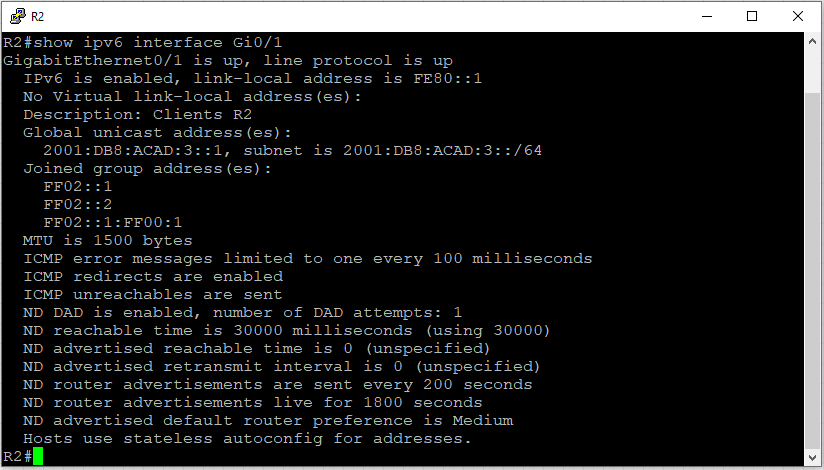 R2
R2#show ipv6 interface Gi0/1
GigabitEthernet0/1 is up, line protocol is up
  IPv6 is enabled, link-local address is FE80::1
  No Virtual link-local address(es):
  Description: Clients R2
  Global unicast address(es):
    2001:DB8:ACAD:3::1, subnet is 2001:DB8:ACAD:3::/64
  Joined group address(es):
    FF02::1
    FF02::2
    FF02::1:FF00:1
  MTU is 1500 bytes
  ICMP error messages limited to one every 100 milliseconds
  ICMP redirects are enabled
  ICMP unreachables are sent
  ND DAD is enabled, number of DAD attempts: 1
  ND reachable time is 30000 milliseconds (using 30000)
  ND advertised reachable time is 0 (unspecified)
  ND advertised retransmit interval is 0 (unspecified)
  ND router advertisements are sent every 200 seconds
  ND router advertisements live for 1800 seconds
  ND advertised default router preference is Medium
  Hosts use stateless autoconfig for addresses.
R2#